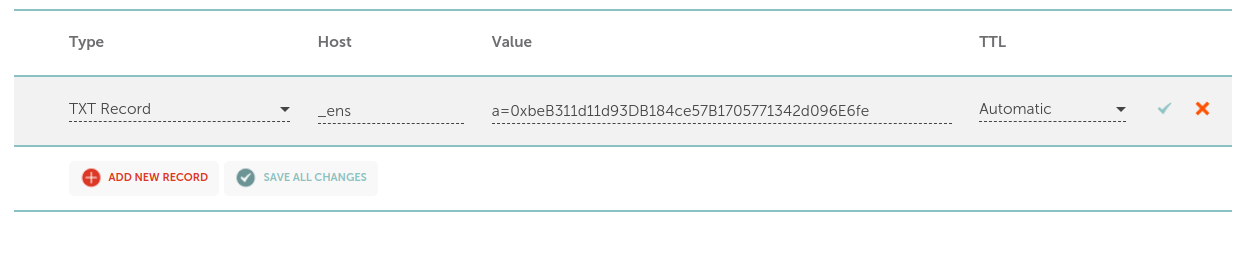 Type Host Value TTL
TXT Record _ens a=0xbeB311d11d93DB184ce57B1705771342d096E6fe Automatic
ADD NEW RECORD SAVE ALL CHANGES